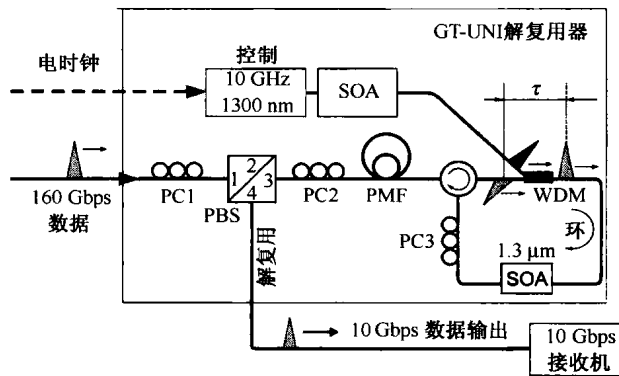 GT-UNI解复用器
电时钟
控制
10 GHz
1300 nm
SOA
τ
160 Gbps
数据
PC1
1
2
3
4
PBS
PC2
PMF
WDM
PC3
环
1.3 μm
SOA
解复用
10 Gbps 数据输出
10 Gbps
接收机